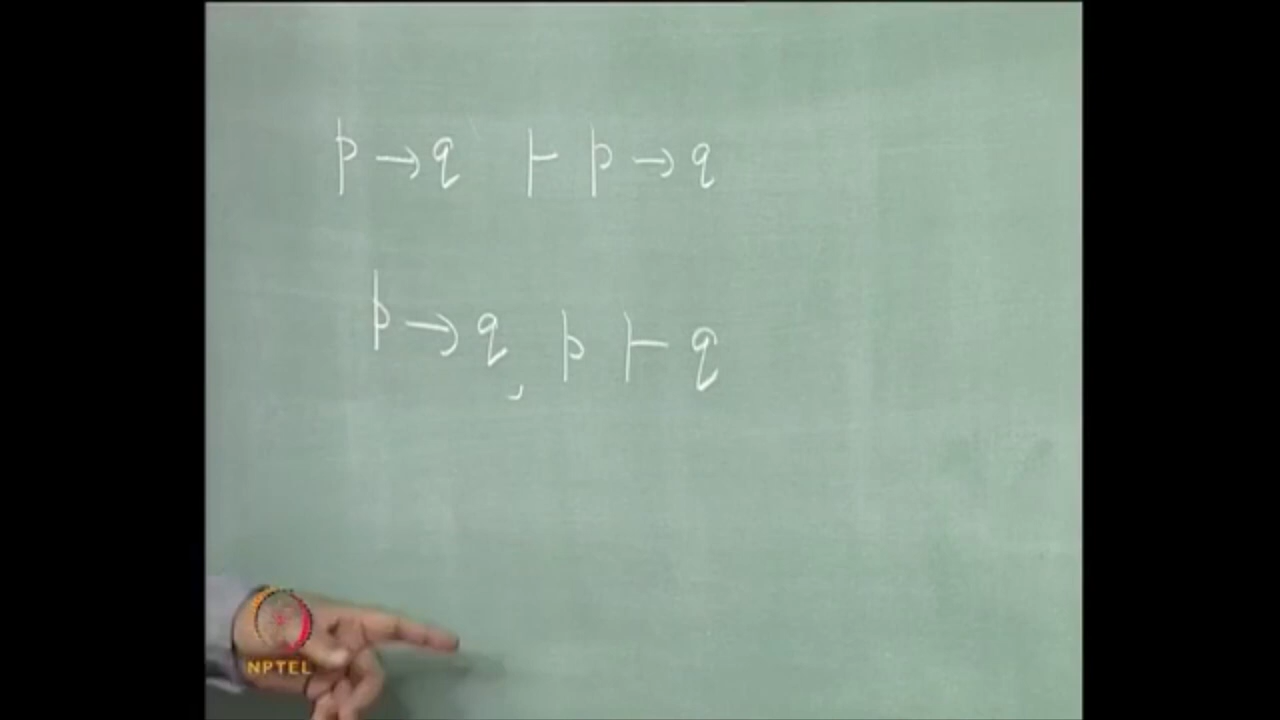 p → q ⊢ p → q
p → q, p ⊢ q
NPTEL